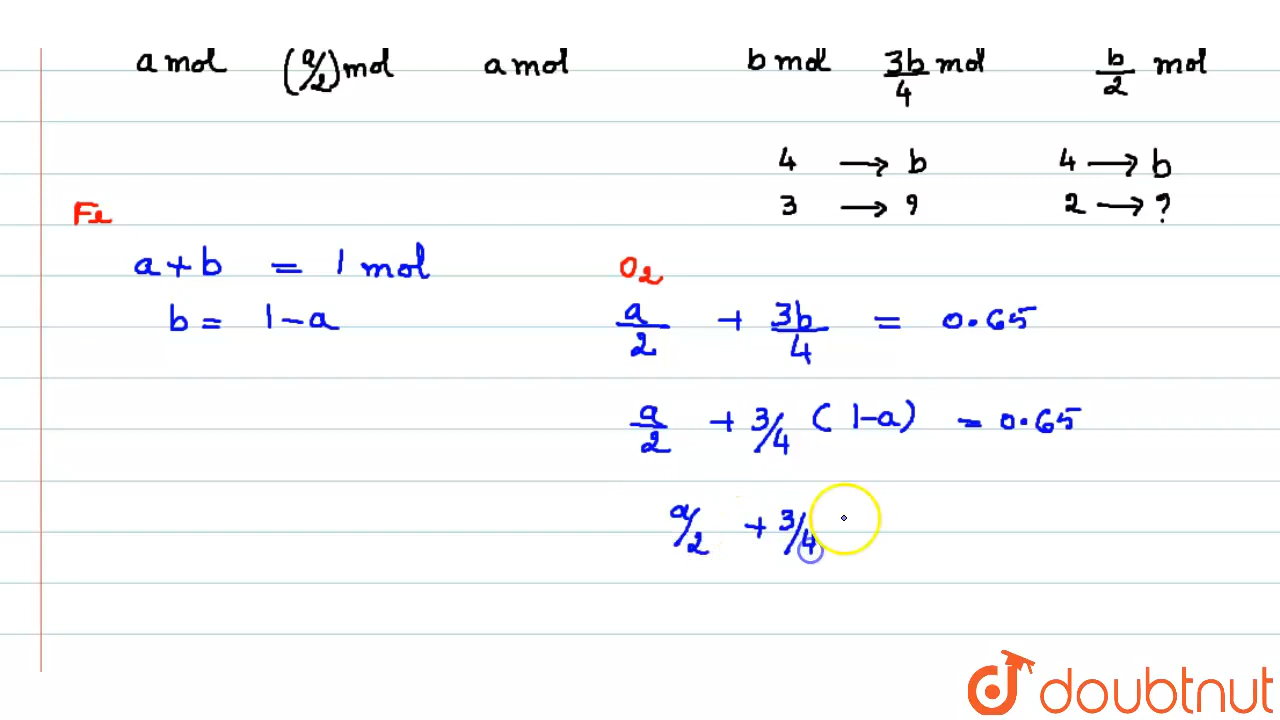 a mol (a/2) mol a mol b mol 3b/4 mol b/2 mol
4 → b 4 → b
3 → ? 2 → ?
Fe
a + b = 1 mol
O2
b = 1 - a
a/2 + 3b/4 = 0.65
a/2 + 3/4 (1-a) = 0.65
a/2 + 3/4
doubtnut